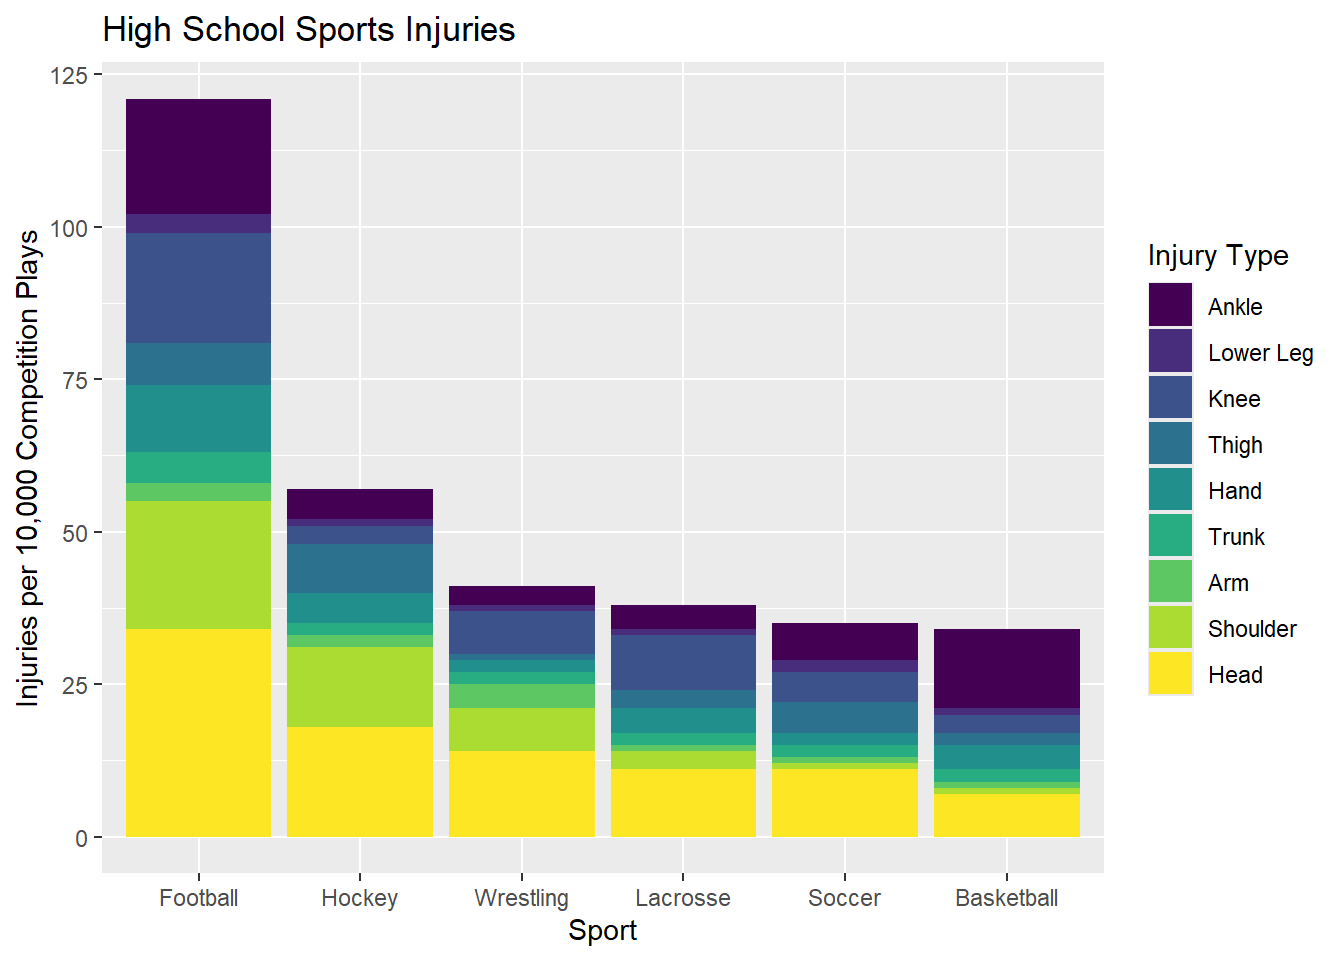 High School Sports Injuries
125
100
75
50
25
0
Injuries per 10,000 Competition Plays
Football
Hockey
Wrestling
Lacrosse
Soccer
Basketball
Sport
Injury Type
Ankle
Lower Leg
Knee
Thigh
Hand
Trunk
Arm
Shoulder
Head